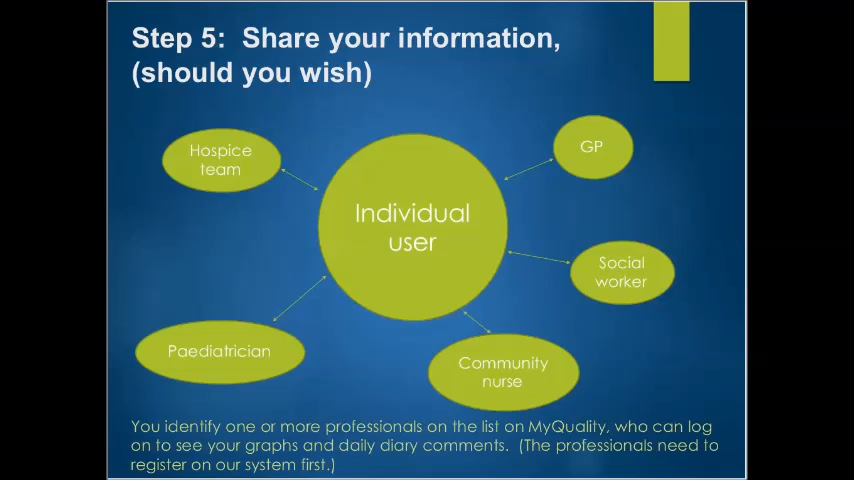 Step 5:  Share your information,
(should you wish)
Hospice
team
GP
Individual
user
Social
worker
Paediatrician
Community
nurse
You identify one or more professionals on the list on MyQuality, who can log
on to see your graphs and daily diary comments.  (The professionals need to
register on our system first.)